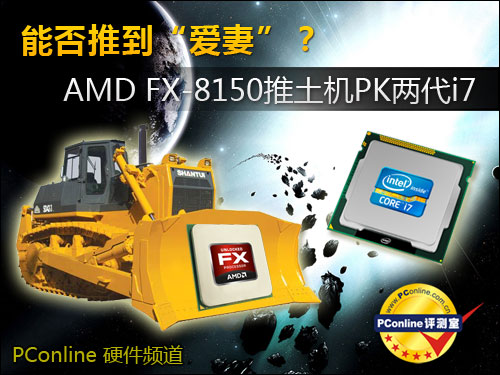 能否推到“爱妻”？
AMD FX-8150推土机PK两代i7
SHANTUI
UNLOCKED
FX
PROCESSOR
AMD
intel
inside
CORE i7
intel
www.PConline.com.cn
PConline评测室
PConline 硬件频道